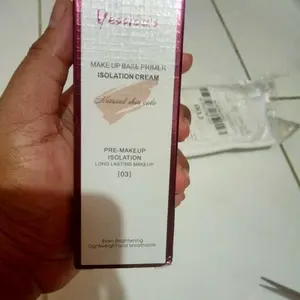 MAKE UP BASE PRIMER
ISOLATION CREAM
Natural skin color
PRE-MAKEUP
ISOLATION
LONG LASTING MAKEUP
[03]
Even Brightening